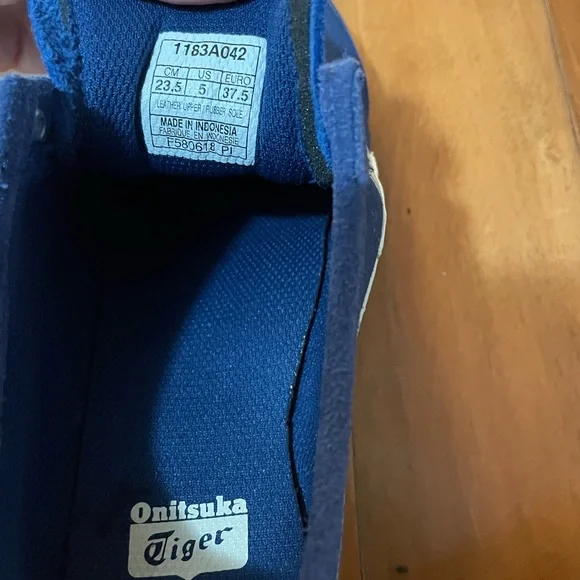 1183A042
CM US EURO
23.5 5 37.5
LEATHER UPPER / RUBBER SOLE
MADE IN INDONESIA
FABRIQUE EN INDONESIE
F580618 PI
Onitsuka
Tiger